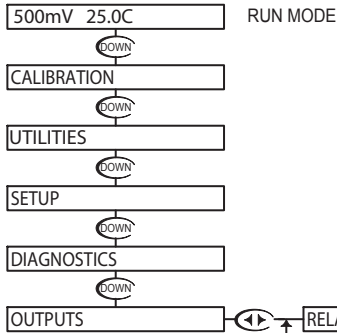 500mV 25.0C RUN MODE
DOWN
CALIBRATION
DOWN
UTILITIES
DOWN
SETUP
DOWN
DIAGNOSTICS
DOWN
OUTPUTS